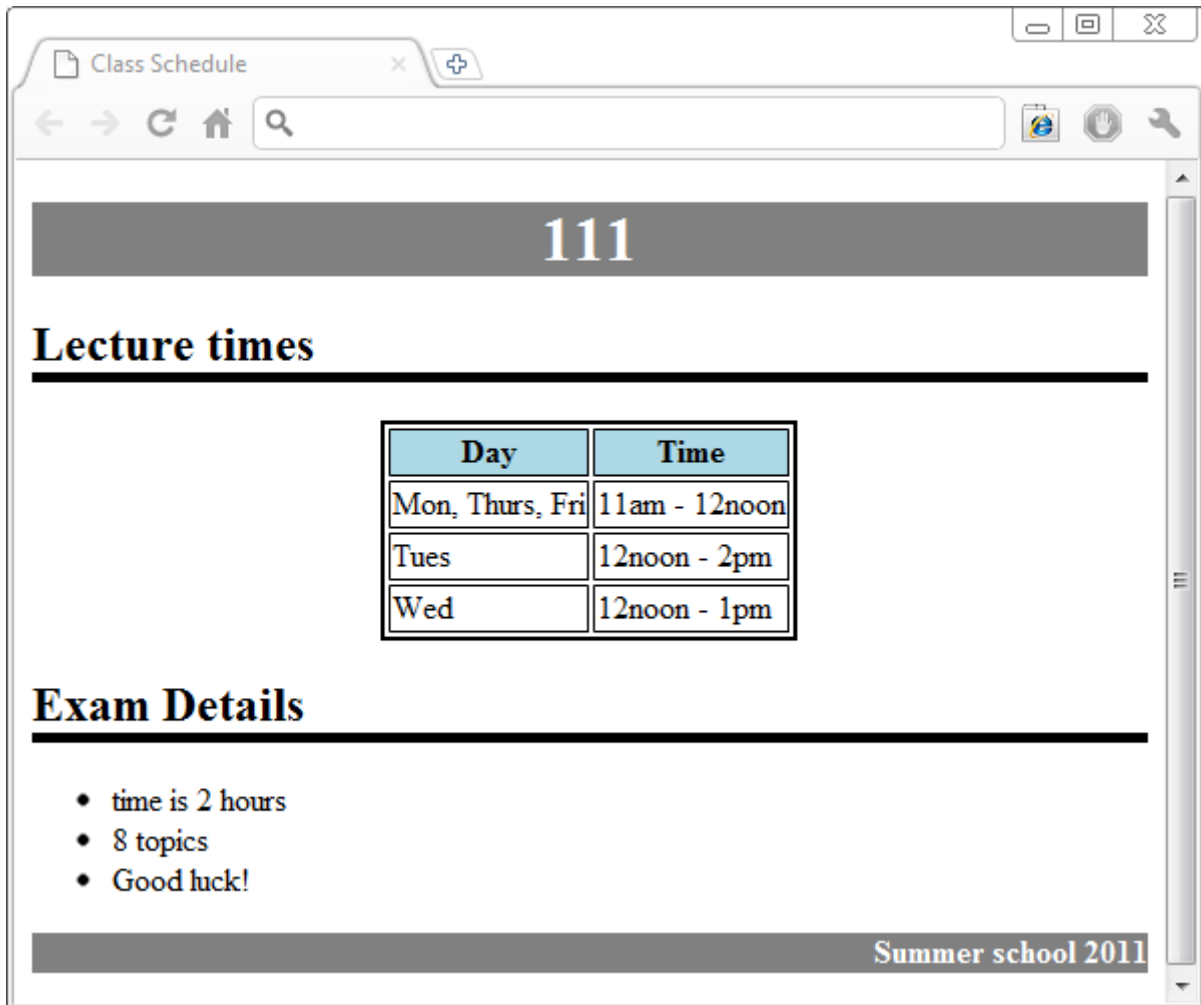 Class Schedule
111
Lecture times
Day Time
Mon, Thurs, Fri 11am - 12noon
Tues 12noon - 2pm
Wed 12noon - 1pm
Exam Details
• time is 2 hours
• 8 topics
• Good luck!
Summer school 2011